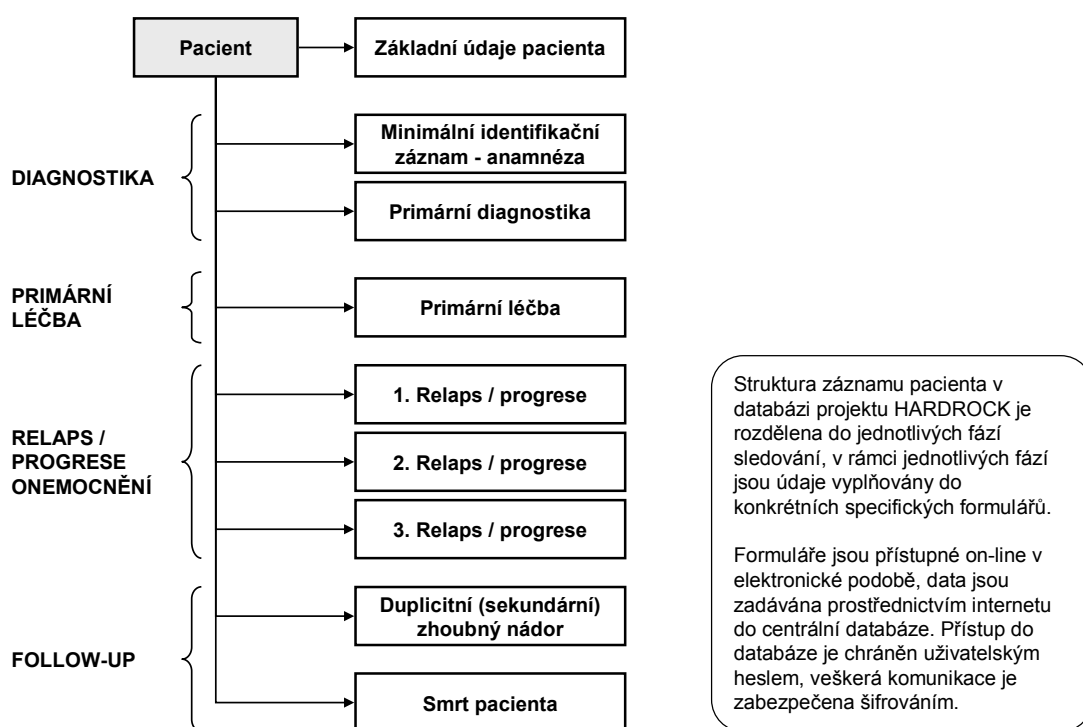 Pacient
Základní údaje pacienta
DIAGNOSTIKA
Minimální identifikační
záznam - anamnéza
Primární diagnostika
PRIMÁRNÍ
LÉČBA
Primární léčba
RELAPS /
PROGRESE
ONEMOCNĚNÍ
1. Relaps / progrese
2. Relaps / progrese
3. Relaps / progrese
FOLLOW-UP
Duplicitní (sekundární)
zhoubný nádor
Smrt pacienta
Struktura záznamu pacienta v
databázi projektu HARDROCK je
rozdělena do jednotlivých fází
sledování, v rámci jednotlivých fází
jsou údaje vyplňovány do
konkrétních specifických formulářů.
Formuláře jsou přístupné on-line v
elektronické podobě, data jsou
zadávána prostřednictvím internetu
do centrální databáze. Přístup do
databáze je chráněn uživatelským
heslem, veškerá komunikace je
zabezpečena šifrováním.